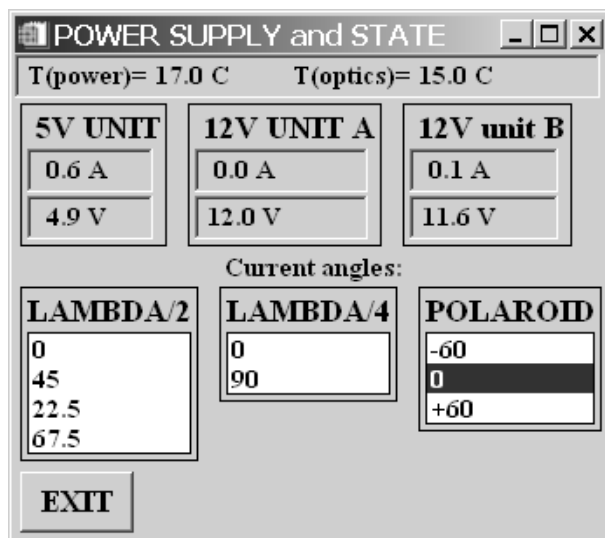 POWER SUPPLY and STATE
T(power)= 17.0 C T(optics)= 15.0 C
5V UNIT 12V UNIT A 12V unit B
0.6 A 0.0 A 0.1 A
4.9 V 12.0 V 11.6 V
Current angles:
LAMBDA/2 LAMBDA/4 POLAROID
0 0 -60
45 90 0
22.5 +60
67.5
EXIT